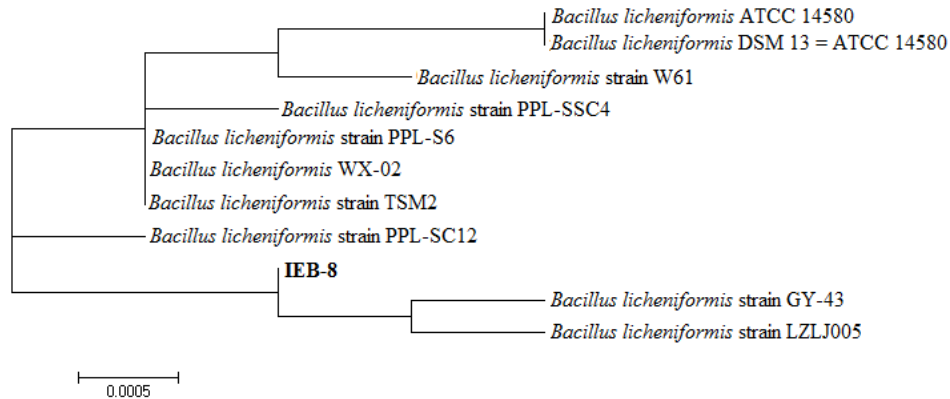 Bacillus licheniformis ATCC 14580
Bacillus licheniformis DSM 13 = ATCC 14580
Bacillus licheniformis strain W61
Bacillus licheniformis strain PPL-SSC4
Bacillus licheniformis strain PPL-S6
Bacillus licheniformis WX-02
Bacillus licheniformis strain TSM2
Bacillus licheniformis strain PPL-SC12
IEB-8
Bacillus licheniformis strain GY-43
Bacillus licheniformis strain LZLJ005
0.0005